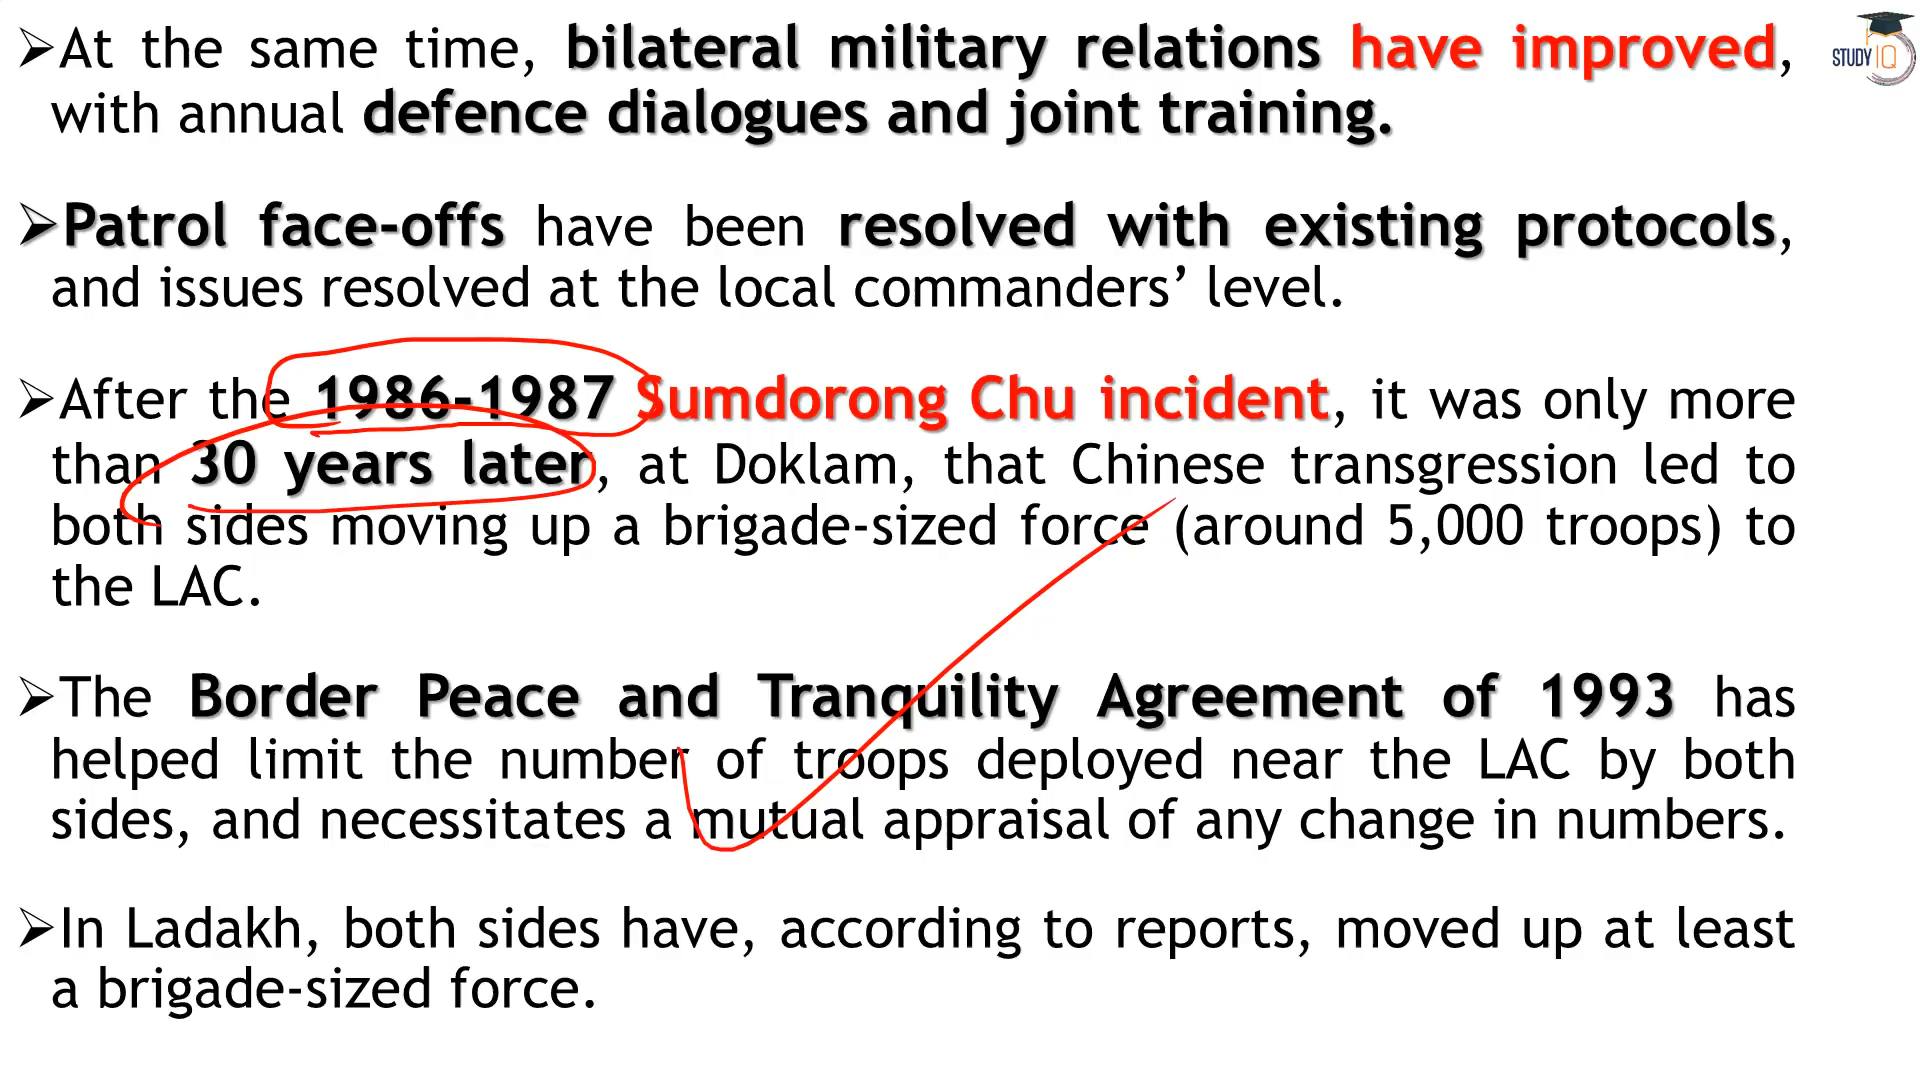 ➢At the same time, bilateral military relations have improved,
with annual defence dialogues and joint training.
➢Patrol face-offs have been resolved with existing protocols,
and issues resolved at the local commanders’ level.
➢After the 1986-1987 Sumdorong Chu incident, it was only more
than 30 years later, at Doklam, that Chinese transgression led to
both sides moving up a brigade-sized force (around 5,000 troops) to
the LAC.
➢The Border Peace and Tranquility Agreement of 1993 has
helped limit the number of troops deployed near the LAC by both
sides, and necessitates a mutual appraisal of any change in numbers.
➢In Ladakh, both sides have, according to reports, moved up at least
a brigade-sized force.
STUDY IQ